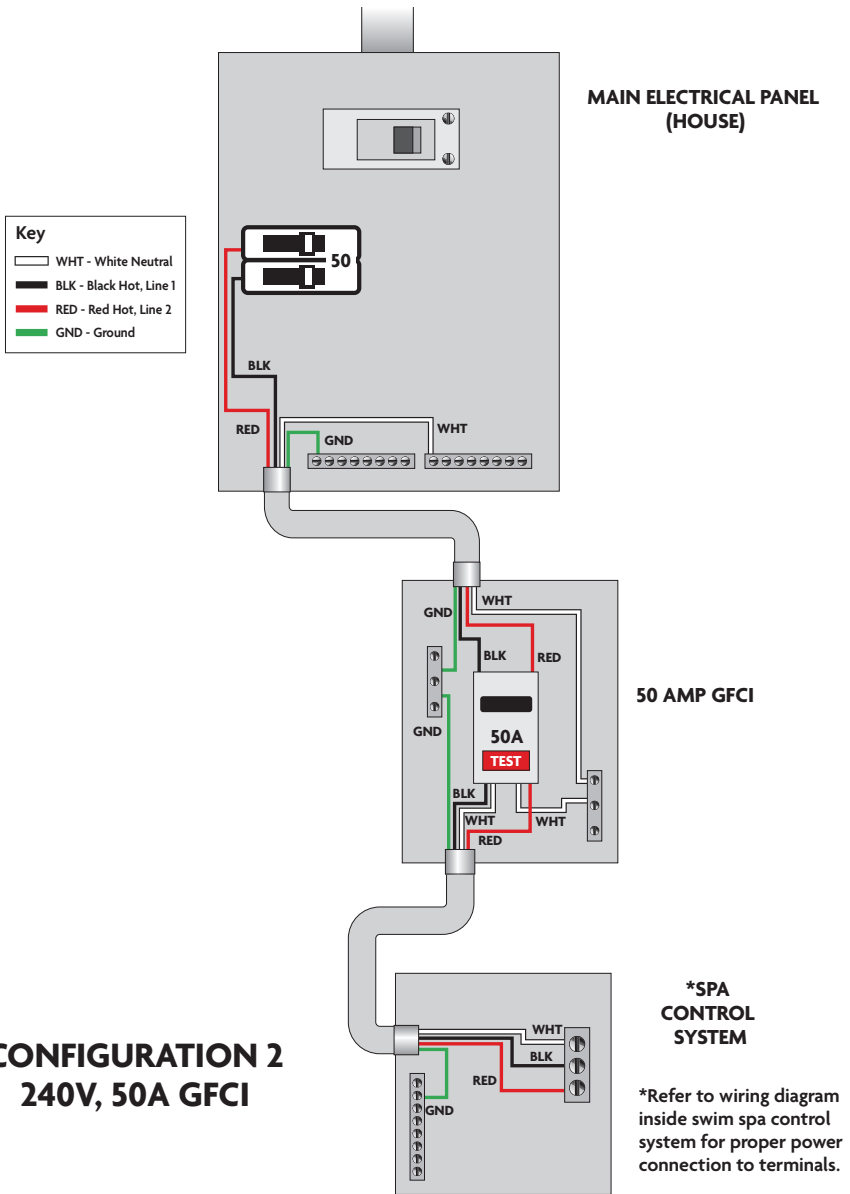 MAIN ELECTRICAL PANEL
(HOUSE)
Key
WHT - White Neutral
BLK - Black Hot, Line 1
RED - Red Hot, Line 2
GND - Ground
50
BLK
RED
GND
WHT
WHT
GND
BLK
RED
50 AMP GFCI
GND
50A
TEST
BLK
WHT
WHT
RED
*SPA
CONTROL
SYSTEM
WHT
BLK
RED
GND
CONFIGURATION 2
240V, 50A GFCI
*Refer to wiring diagram
inside swim spa control
system for proper power
connection to terminals.